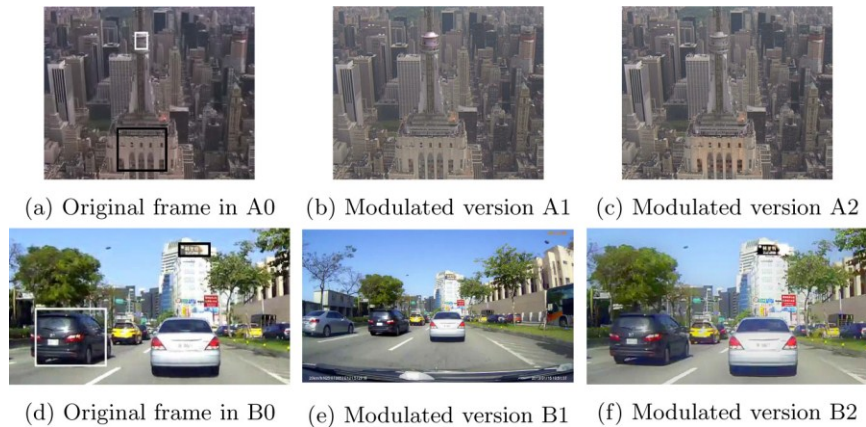 (a) Original frame in A0 (b) Modulated version A1 (c) Modulated version A2
(d) Original frame in B0 (e) Modulated version B1 (f) Modulated version B2